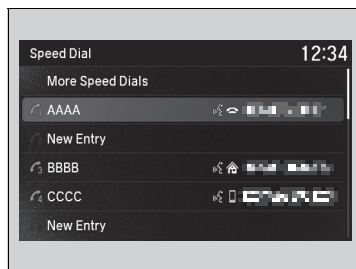 Speed Dial 12:34
More Speed Dials
AAAA
New Entry
BBBB
CCCC
New Entry